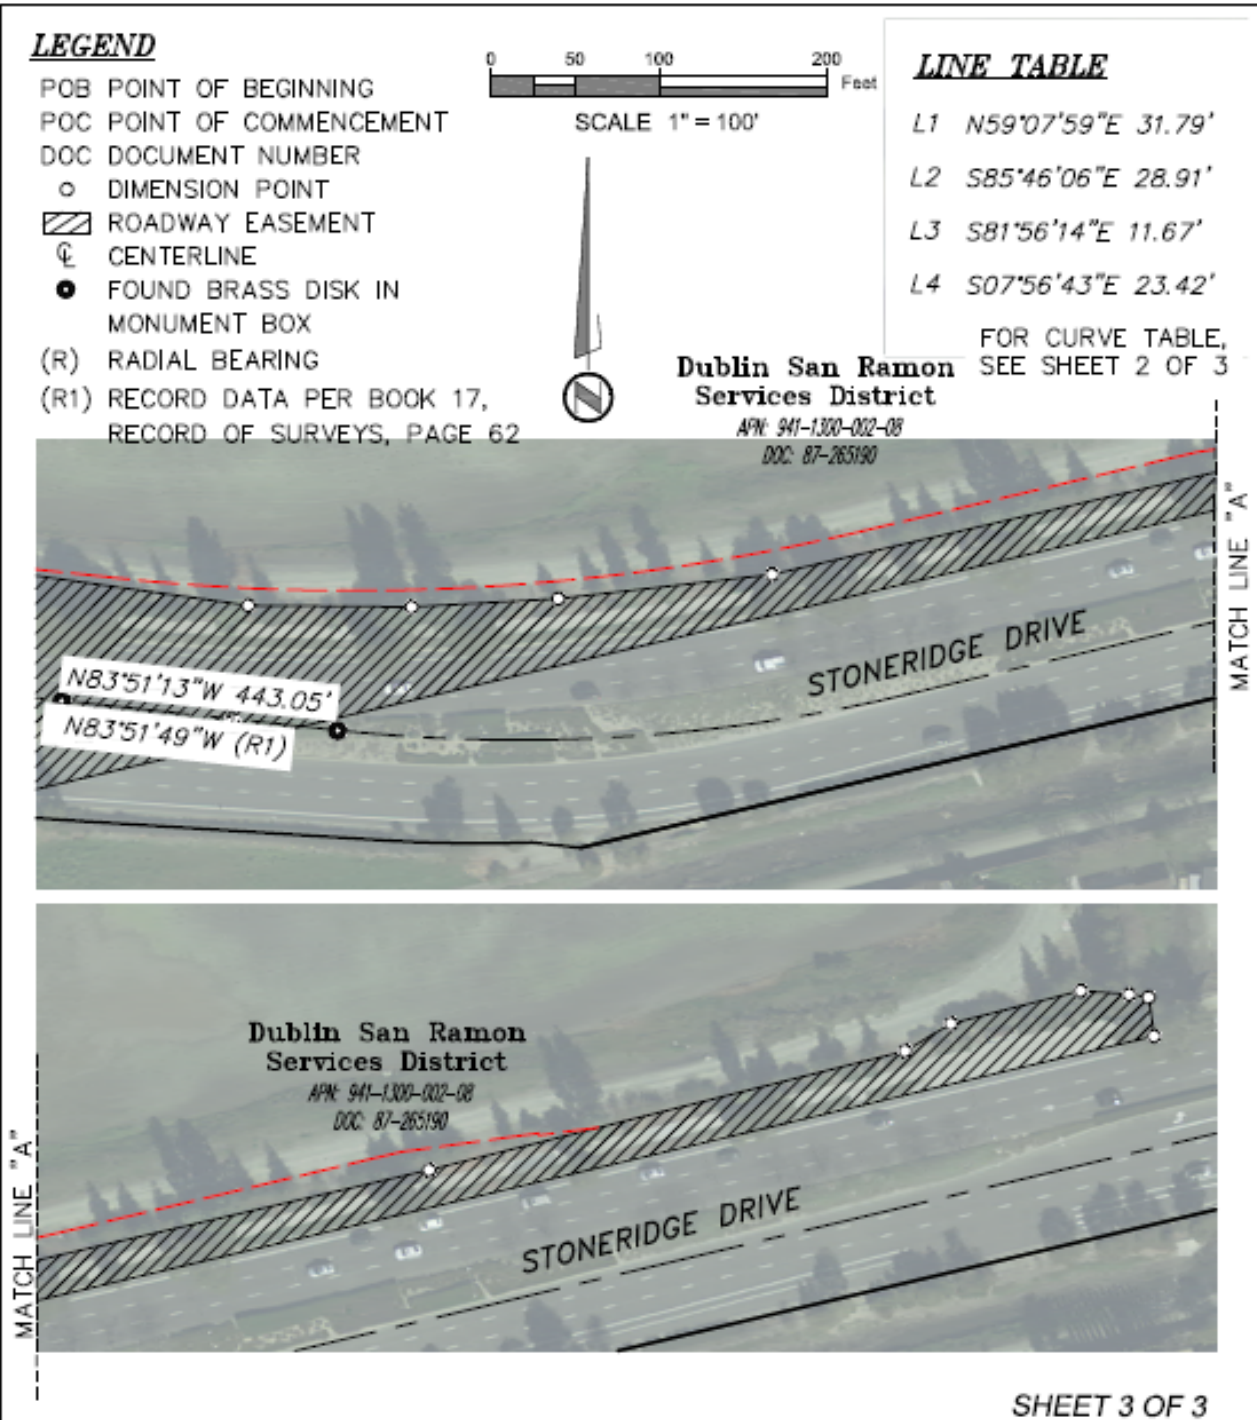 LEGEND
POB POINT OF BEGINNING
POC POINT OF COMMENCEMENT
DOC DOCUMENT NUMBER
DIMENSION POINT
ROADWAY EASEMENT
℄ CENTERLINE
FOUND BRASS DISK IN
MONUMENT BOX
(R) RADIAL BEARING
(R1) RECORD DATA PER BOOK 17,
RECORD OF SURVEYS, PAGE 62
0 50 100 200
Feet
SCALE 1" = 100'
N
LINE TABLE
L1 N59°07'59"E 31.79'
L2 S85°46'06"E 28.91'
L3 S81°56'14"E 11.67'
L4 S07°56'43"E 23.42'
FOR CURVE TABLE,
SEE SHEET 2 OF 3
Dublin San Ramon
Services District
APN: 941-1300-002-08
DOC: 87-265190
MATCH LINE "A"
STONERIDGE DRIVE
N83°51'13"W 443.05'
N83°51'49"W (R1)
Dublin San Ramon
Services District
APN: 941-1300-002-08
DOC: 87-265190
MATCH LINE "A"
STONERIDGE DRIVE
SHEET 3 OF 3